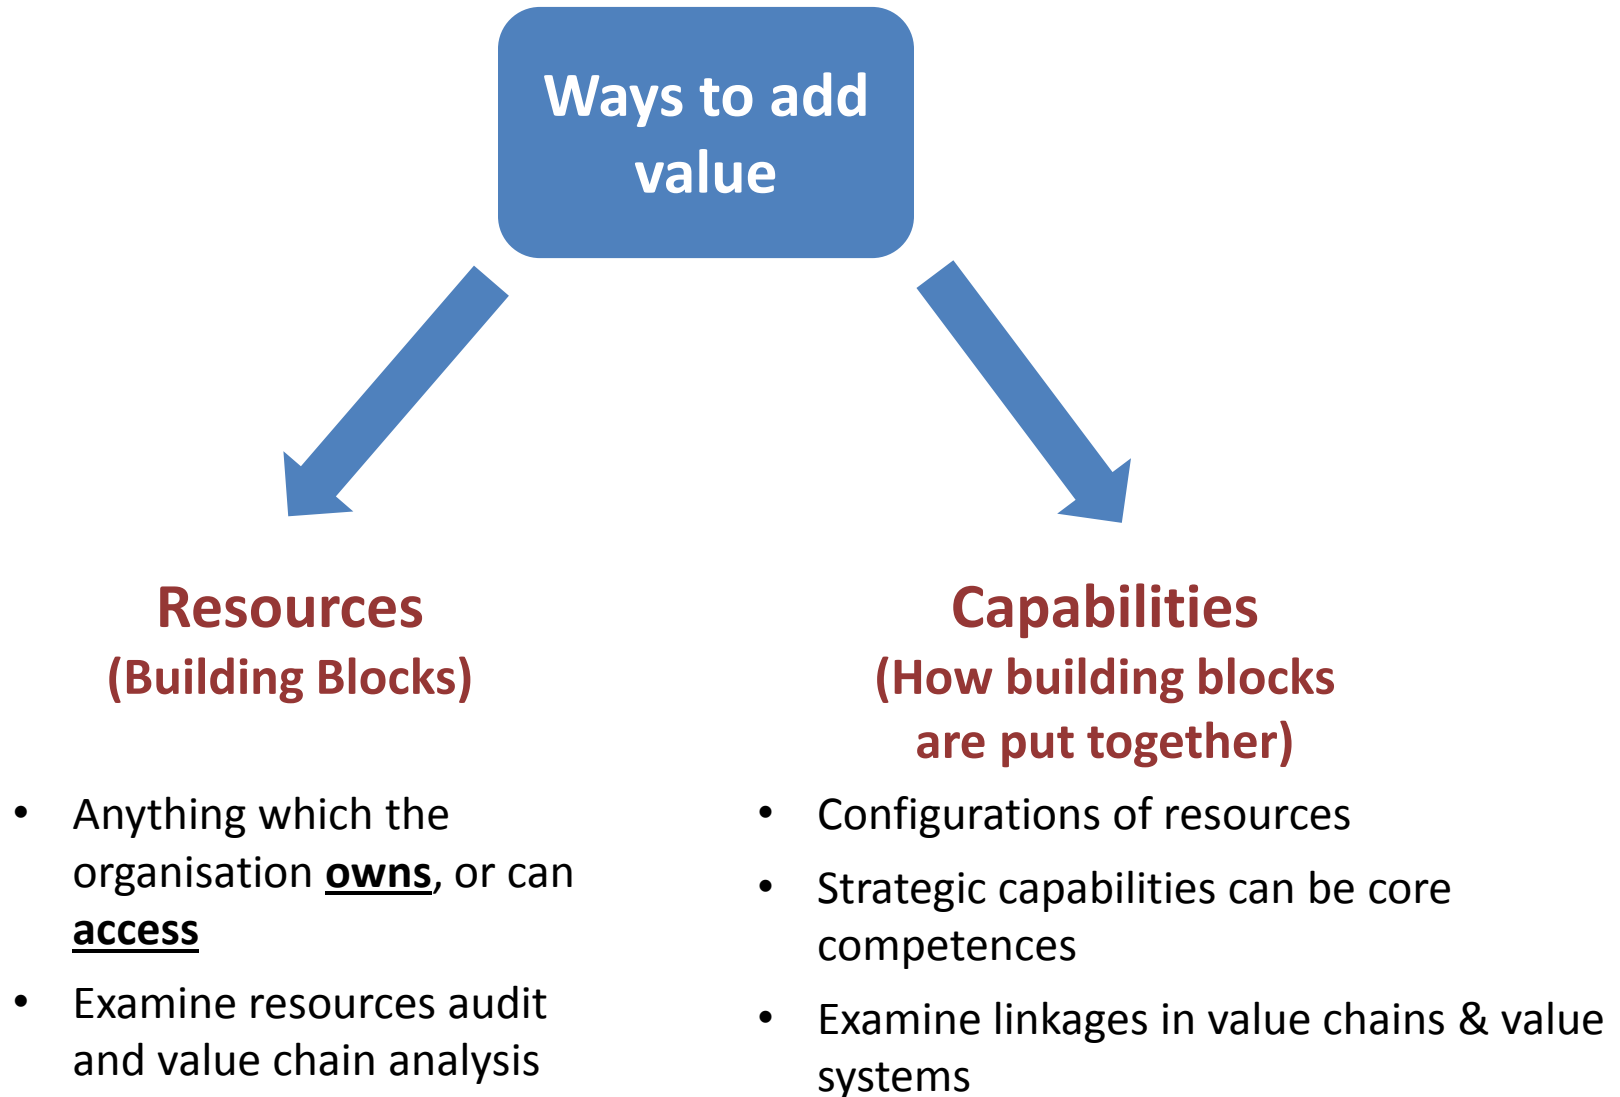 Ways to add
value
Resources
(Building Blocks)
• Anything which the
organisation owns, or can
access
• Examine resources audit
and value chain analysis
Capabilities
(How building blocks
are put together)
• Configurations of resources
• Strategic capabilities can be core
competences
• Examine linkages in value chains & value
systems